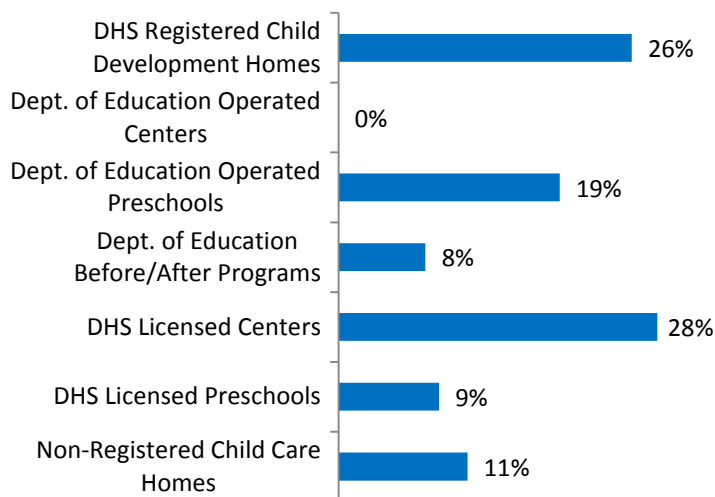 DHS Registered Child
Development Homes
26%
Dept. of Education Operated
Centers
0%
Dept. of Education Operated
Preschools
19%
Dept. of Education
Before/After Programs
8%
DHS Licensed Centers
28%
DHS Licensed Preschools
9%
Non-Registered Child Care
Homes
11%